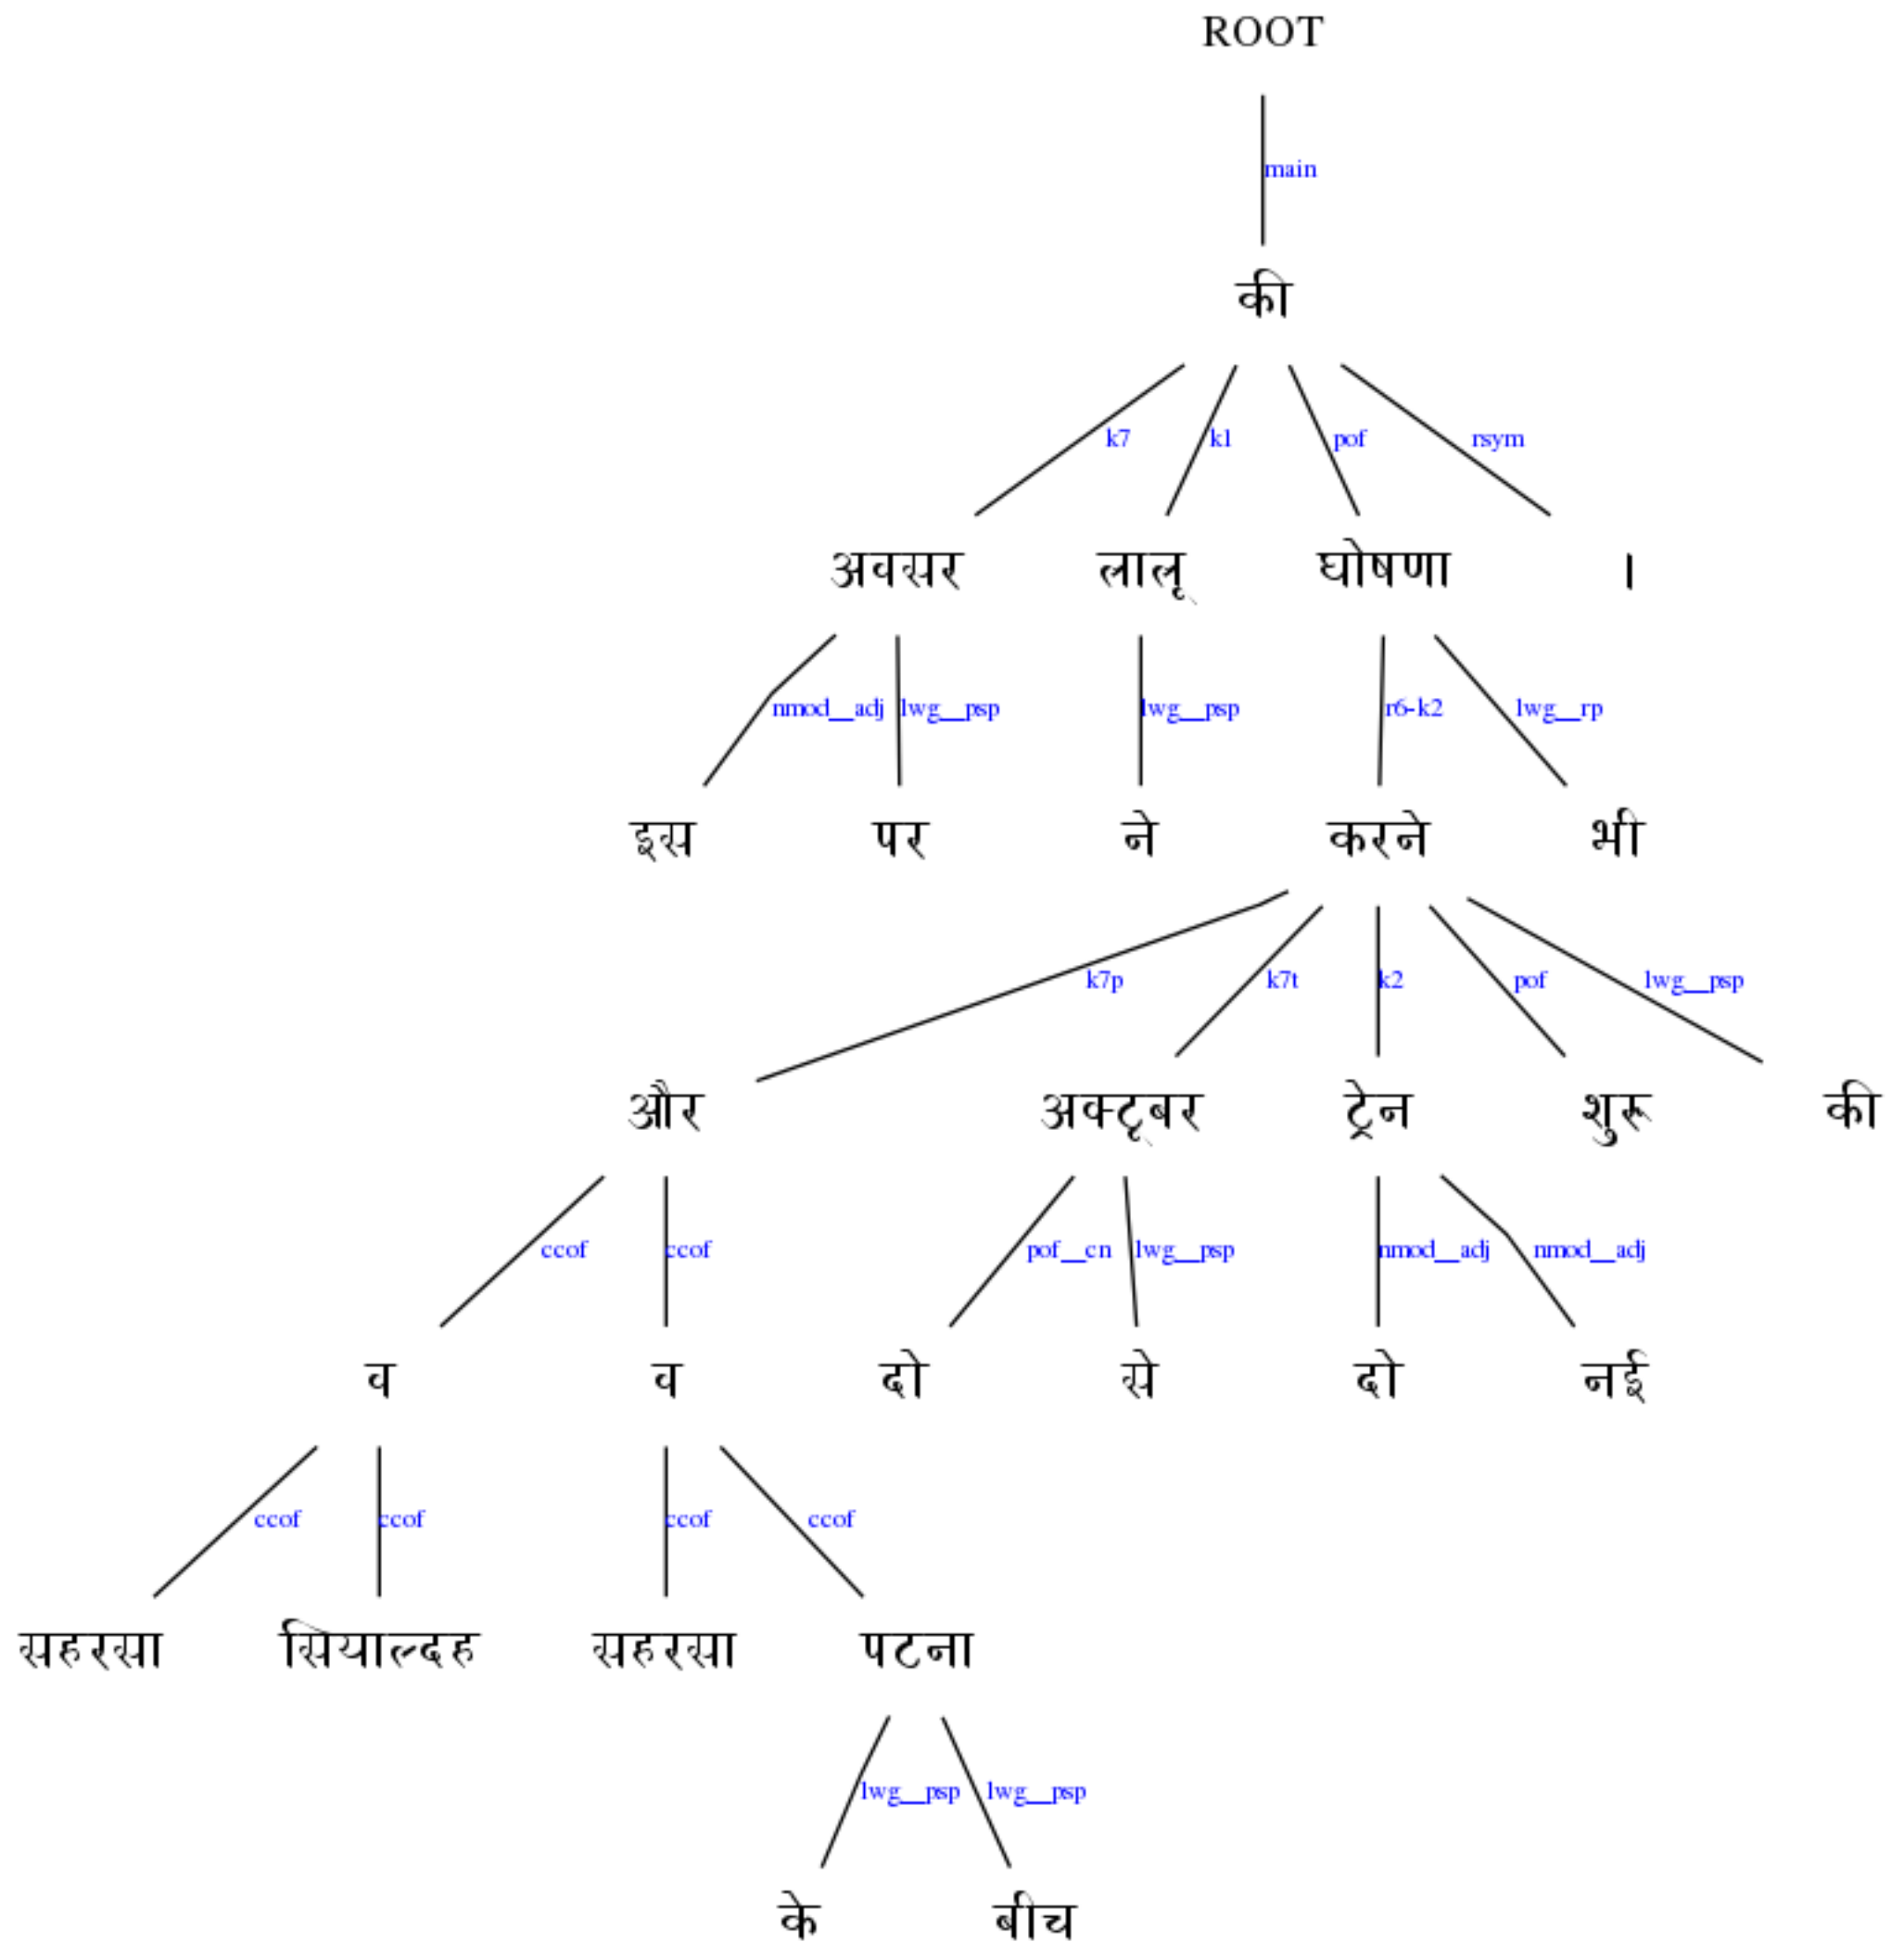 ROOT
main
की
k7 k1 pof rsym
अवसर लालू घोषणा ।
nmod__adj lwg__psp lwg__psp r6-k2 lwg__rp
इस पर ने करने भी
k7p k7t k2 pof lwg__psp
और अक्टूबर ट्रेन शुरू की
ccof ccof pof__cn lwg__psp nmod__adj nmod__adj
व व दो से दो नई
ccof ccof ccof ccof
सहरसा सियाल्दह सहरसा पटना
lwg__psp lwg__psp
के बीच